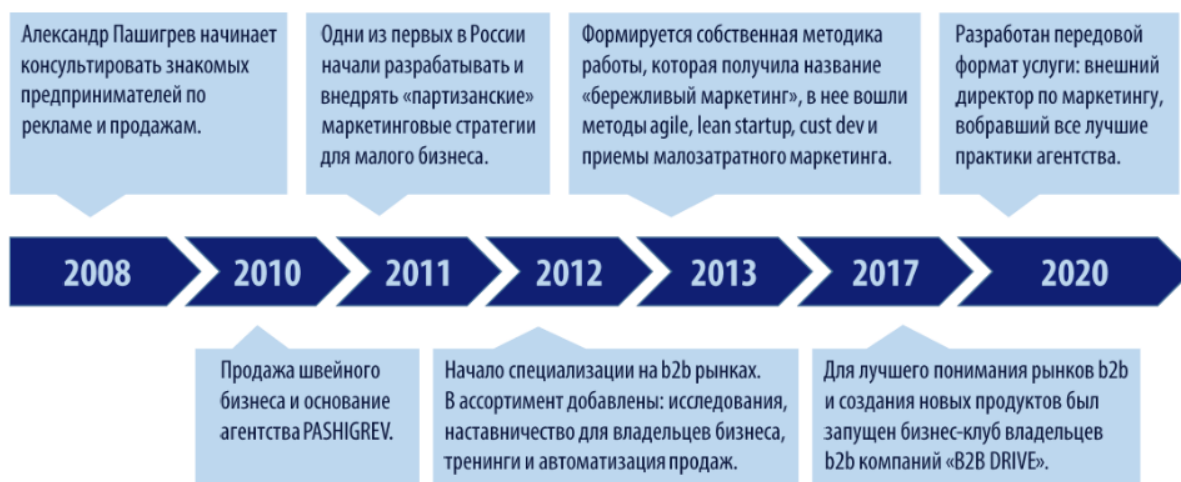 Александр Пашигрев начинает
консультировать знакомых
предпринимателей по
рекламе и продажам.
Одни из первых в России
начали разрабатывать и
внедрять «партизанские»
маркетинговые стратегии
для малого бизнеса.
Формируется собственная методика
работы, которая получила название
«бережливый маркетинг», в нее вошли
методы agile, lean startup, cust dev и
приемы малозатратного маркетинга.
Разработан передовой
формат услуги: внешний
директор по маркетингу,
вобравший все лучшие
практики агентства.
2008
2010
2011
2012
2013
2017
2020
Продажа швейного
бизнеса и основание
агентства PASHIGREV.
Начало специализации на b2b рынках.
В ассортимент добавлены: исследования,
наставничество для владельцев бизнеса,
тренинги и автоматизация продаж.
Для лучшего понимания рынков b2b
и создания новых продуктов был
запущен бизнес-клуб владельцев
b2b компаний «B2B DRIVE».